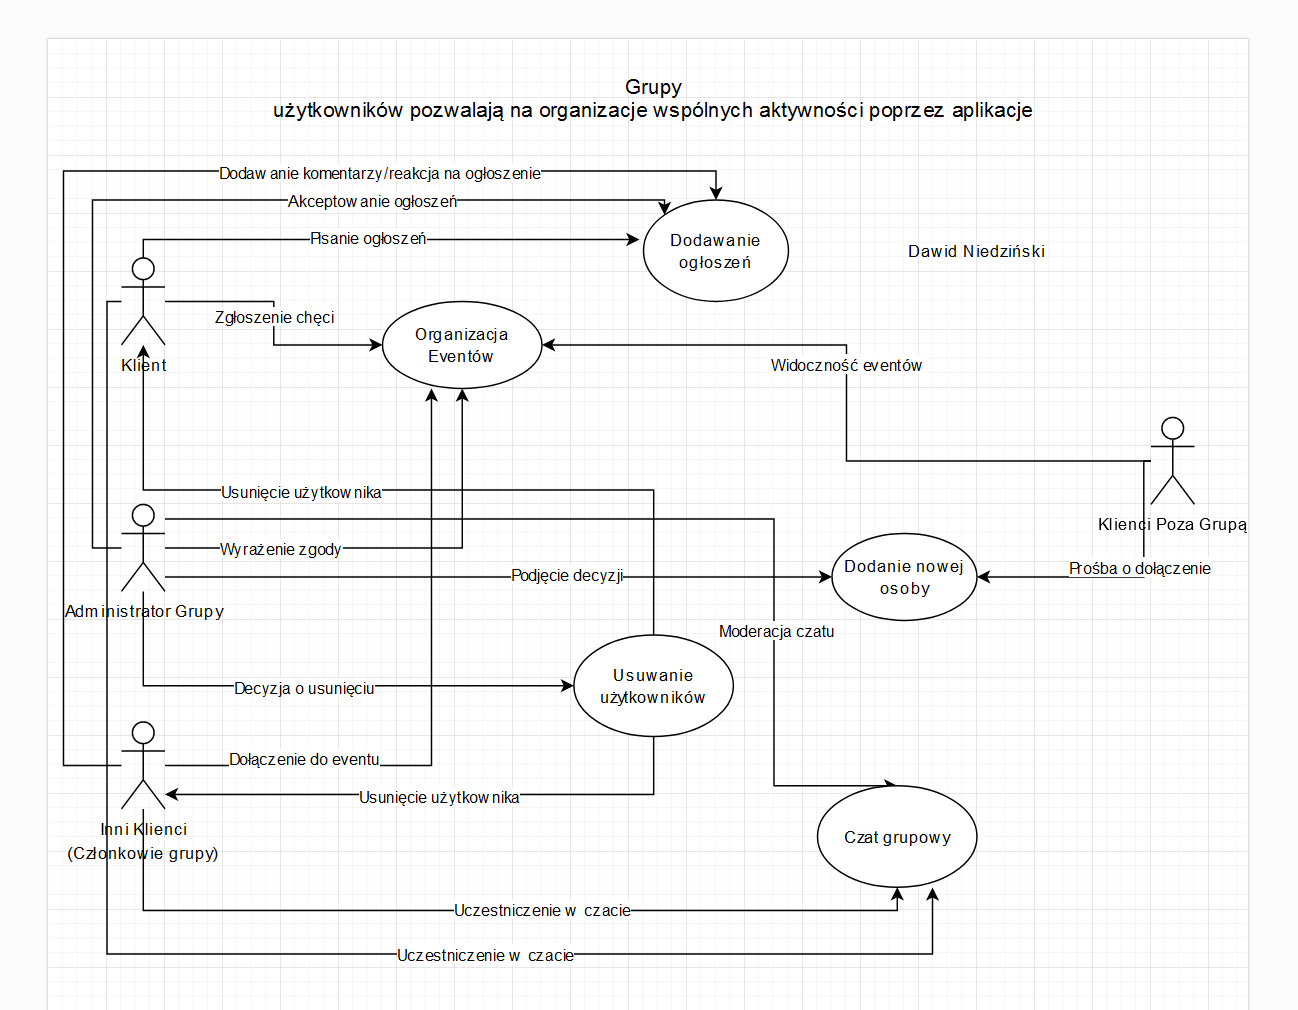 Grupy
użytkowników pozwalają na organizacje wspólnych aktywności poprzez aplikacje
Dodawanie komentarzy/reakcja na ogłoszenie
Akceptowanie ogłoszeń
Pisanie ogłoszeń
Dodawanie
ogłoszeń
Dawid Niedziński
Zgłoszenie chęci
Organizacja
Eventów
Klient
Widoczność eventów
Usunięcie użytkownika
Klienci Poza Grupą
Wyrażenie zgody
Podjęcie decyzji
Dodanie nowej
osoby
Prośba o dołączenie
Administrator Grupy
Moderacja czatu
Usuwanie
użytkowników
Decyzja o usunięciu
Dołączenie do eventu
Usunięcie użytkownika
Inni Klienci
(Członkowie grupy)
Czat grupowy
Uczestniczenie w czacie
Uczestniczenie w czacie